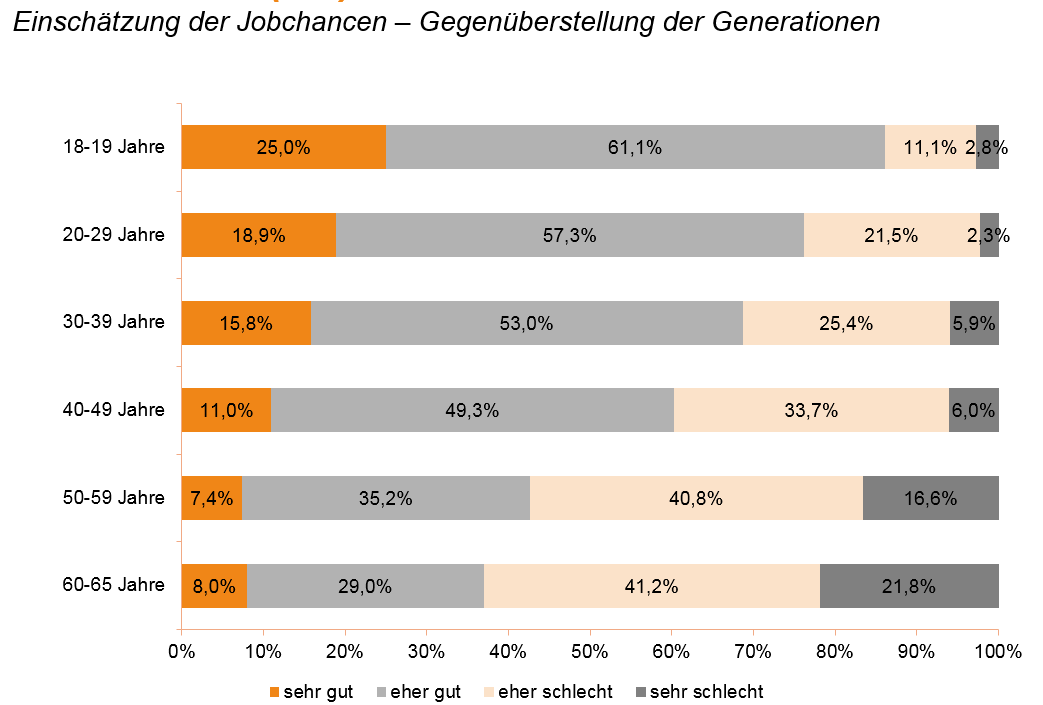 Einschätzung der Jobchancen – Gegenüberstellung der Generationen
18-19 Jahre 25,0% 61,1% 11,1% 2,8%
20-29 Jahre 18,9% 57,3% 21,5% 2,3%
30-39 Jahre 15,8% 53,0% 25,4% 5,9%
40-49 Jahre 11,0% 49,3% 33,7% 6,0%
50-59 Jahre 7,4% 35,2% 40,8% 16,6%
60-65 Jahre 8,0% 29,0% 41,2% 21,8%
0% 10% 20% 30% 40% 50% 60% 70% 80% 90% 100%
sehr gut eher gut eher schlecht sehr schlecht